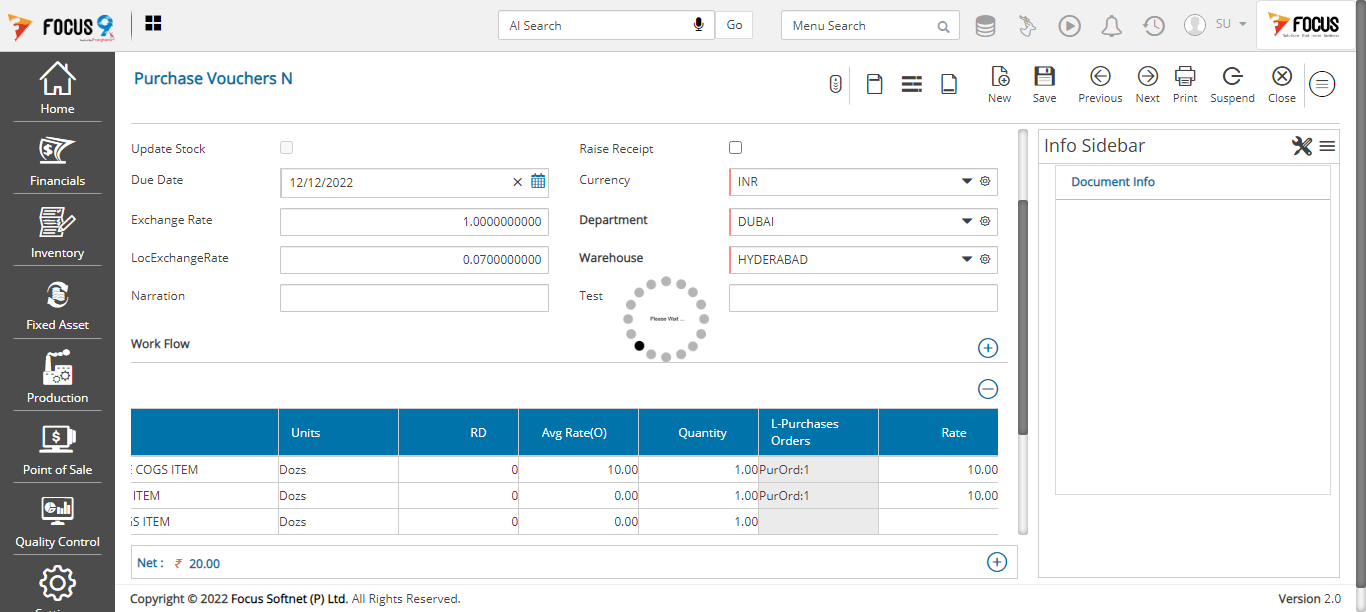 FOCUS 9
AI Search
Go
Menu Search
SU
FOCUS
Home
Financials
Inventory
Fixed Asset
Production
Point of Sale
Quality Control
Purchase Vouchers N
New
Save
Previous
Next
Print
Suspend
Close
Update Stock
Raise Receipt
Due Date
12/12/2022
Currency
INR
Exchange Rate
1.0000000000
Department
DUBAI
LocExchangeRate
0.0700000000
Warehouse
HYDERABAD
Narration
Test
Please Wait ...
Work Flow
Units RD Avg Rate(O) Quantity L-Purchases Orders Rate
COGS ITEM Dozs 0 10.00 1.00 PurOrd:1 10.00
ITEM Dozs 0 0.00 1.00 PurOrd:1 10.00
GS ITEM Dozs 0 0.00 1.00
Net : ₹ 20.00
Info Sidebar
Document Info
Copyright © 2022 Focus Softnet (P) Ltd. All Rights Reserved.
Version 2.0